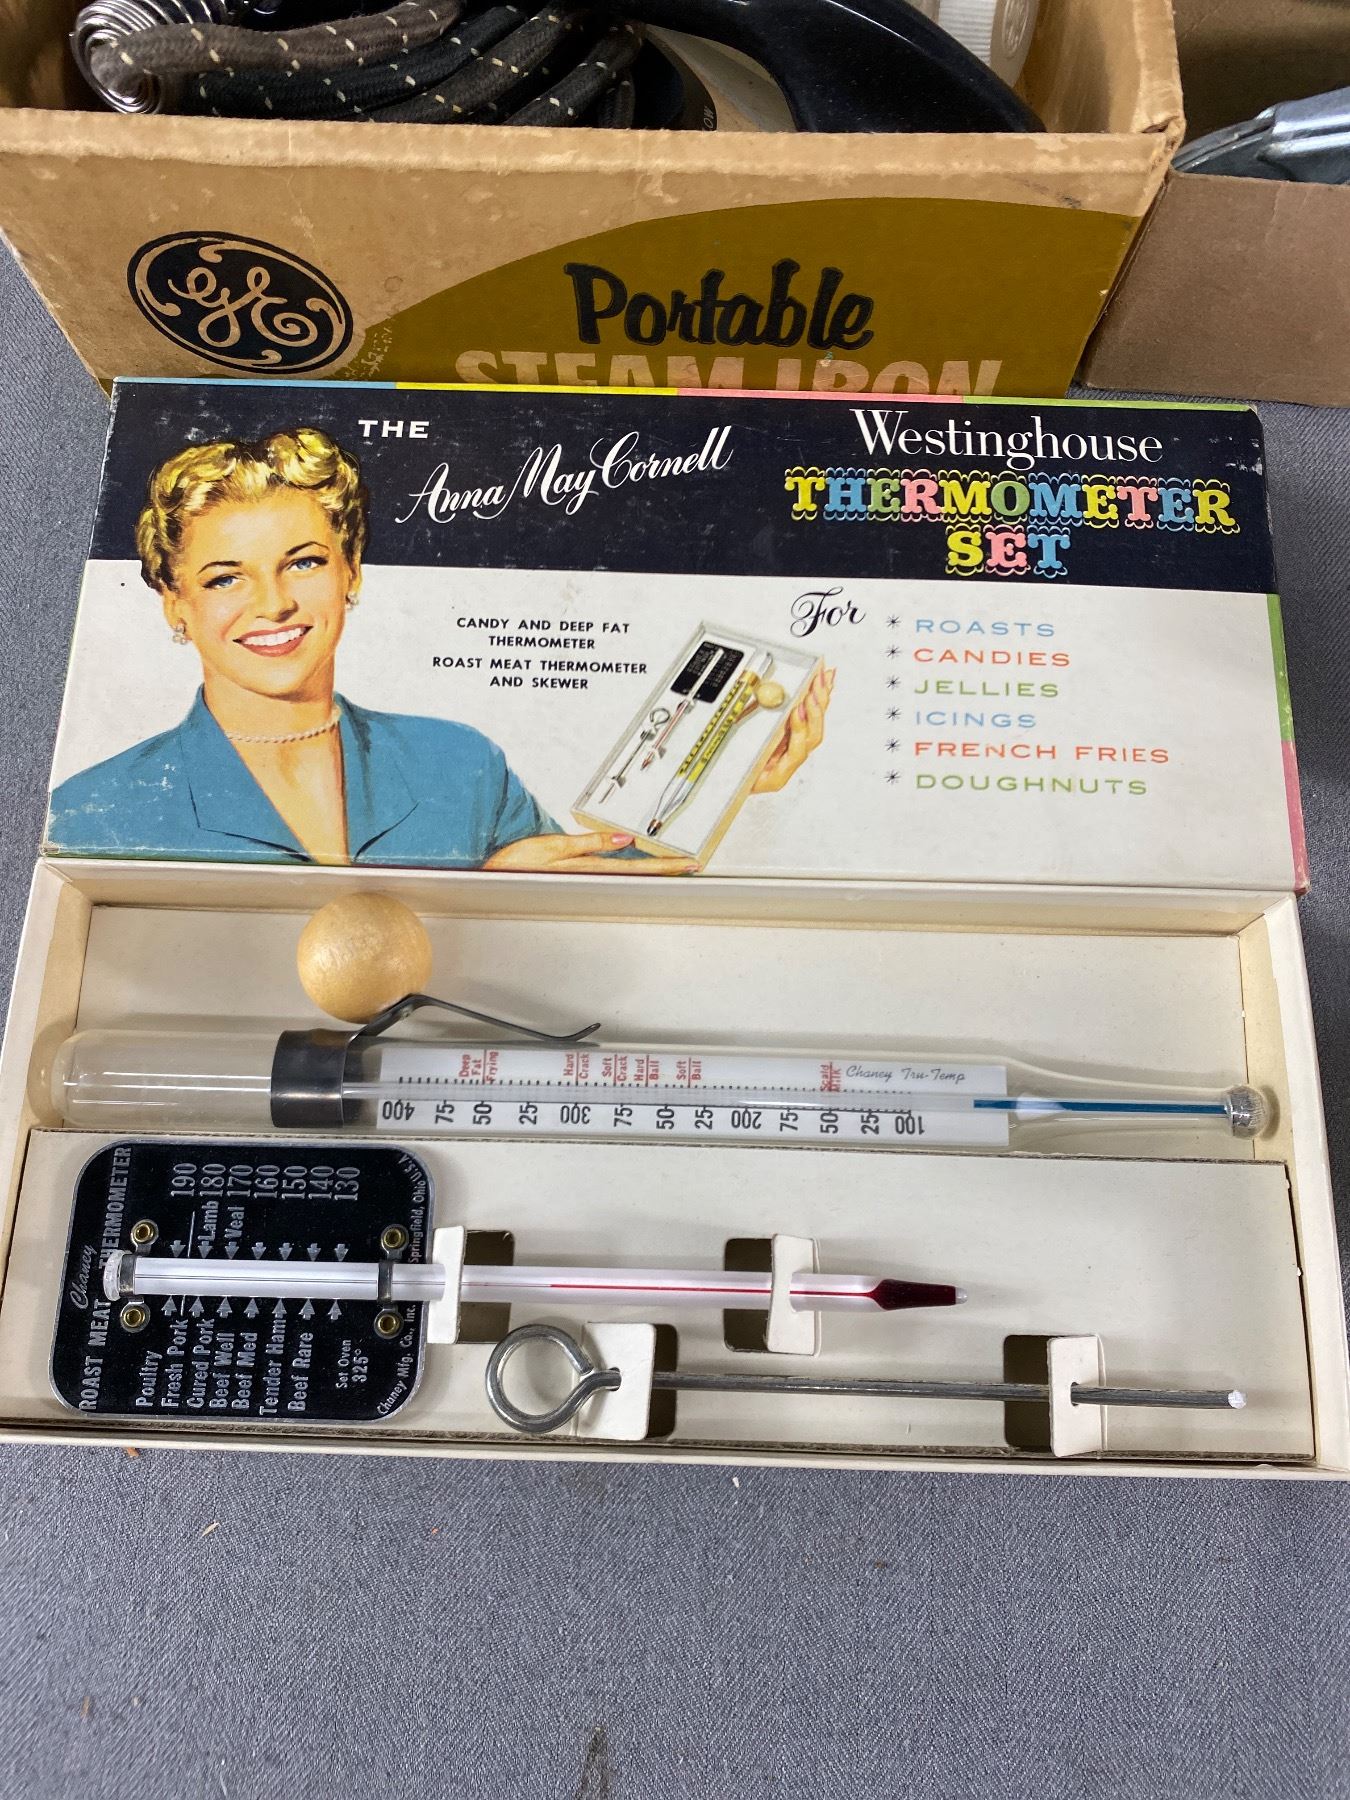 GE
Portable
STEAM IRON
THE
Anna May Cornell
Westinghouse
THERMOMETER
SET
CANDY AND DEEP FAT
THERMOMETER
ROAST MEAT THERMOMETER
AND SKEWER
For
* ROASTS
* CANDIES
* JELLIES
* ICINGS
* FRENCH FRIES
* DOUGHNUTS
Deep
Fat
Frying
Hard
Crack
Soft
Crack
Hard
Ball
Soft
Ball
Scald
Milk
Chaney Tru-Temp
400 75 50 25 300 75 50 25 200 75 50 25 100
Chaney
ROAST MEAT THERMOMETER
190
Lamb 180
Veal 170
160
150
140
130
Poultry
Fresh Pork
Cured Pork
Beef Well
Beef Med
Tender Ham
Beef Rare
Set Oven
325°
Chaney Mfg. Co., Inc. Springfield, Ohio U.S.A.